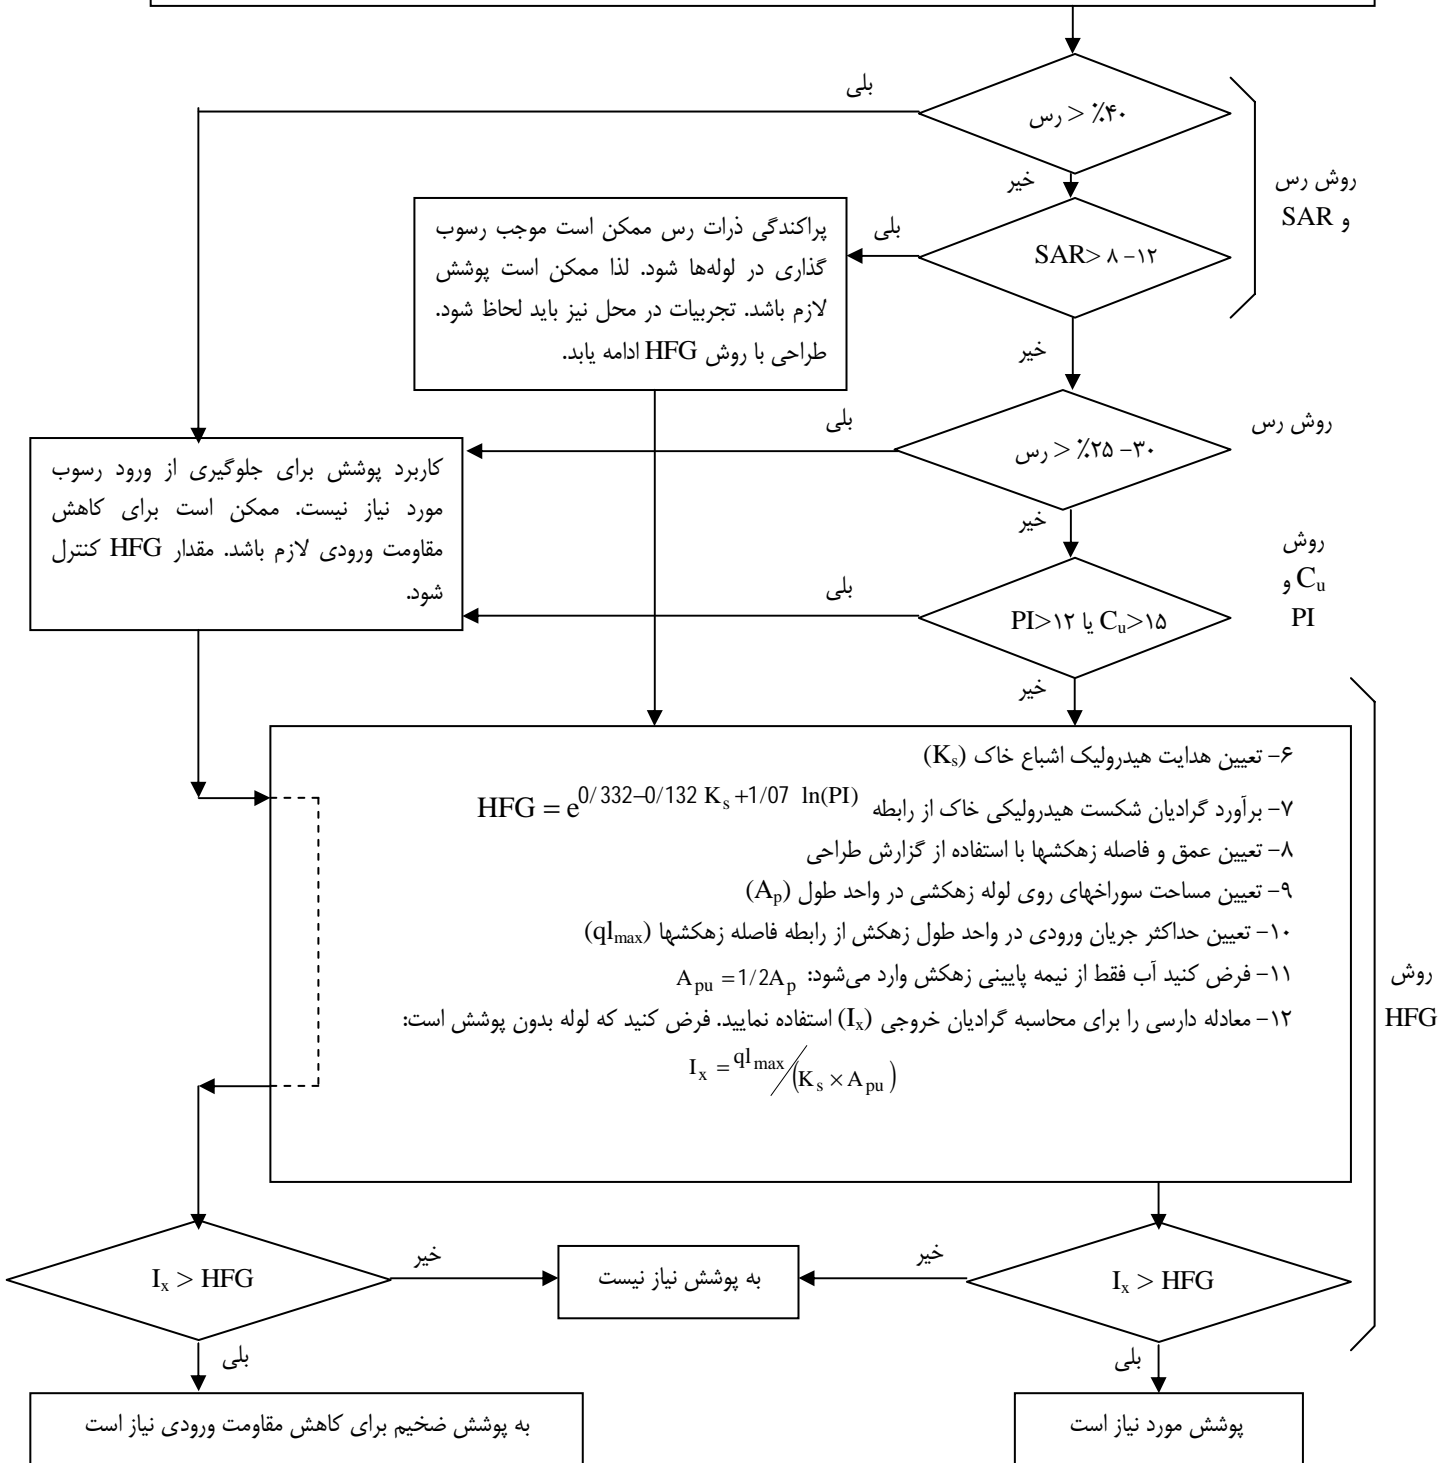 بلی
رس > ٪۴۰
خیر
روش رس
و SAR
بلی
SAR> ۸ –۱۲
پراکندگی ذرات رس ممکن است موجب رسوب
گذاری در لوله‌ها شود. لذا ممکن است پوشش
لازم باشد. تجربیات در محل نیز باید لحاظ شود.
طراحی با روش HFG ادامه یابد.
خیر
روش رس
بلی
رس > ٪۲۵ –۳۰
کاربرد پوشش برای جلوگیری از ورود رسوب
مورد نیاز نیست. ممکن است برای کاهش
مقاومت ورودی لازم باشد. مقدار HFG کنترل
شود.
خیر
روش
Cu و
PI
بلی
Cu>۱۵ یا PI>۱۲
خیر
۶– تعیین هدایت هیدرولیک اشباع خاک (Ks)
۷– برآورد گرادیان شکست هیدرولیکی خاک از رابطه HFG = e^0/332–0/132 Ks +1/07 ln(PI)
۸– تعیین عمق و فاصله زهکشها با استفاده از گزارش طراحی
۹– تعیین مساحت سوراخهای روی لوله زهکشی در واحد طول (Ap)
۱۰– تعیین حداکثر جریان ورودی در واحد طول زهکش از رابطه فاصله زهکشها (qlmax)
۱۱– فرض کنید آب فقط از نیمه پایینی زهکش وارد می‌شود: Apu = 1/2Ap
۱۲– معادله دارسی را برای محاسبه گرادیان خروجی (Ix) استفاده نمایید. فرض کنید که لوله بدون پوشش است:
Ix = qlmax/(Ks × Apu)
روش
HFG
Ix > HFG
خیر
به پوشش نیاز نیست
خیر
Ix > HFG
بلی
بلی
پوشش مورد نیاز است
به پوشش ضخیم برای کاهش مقاومت ورودی نیاز است